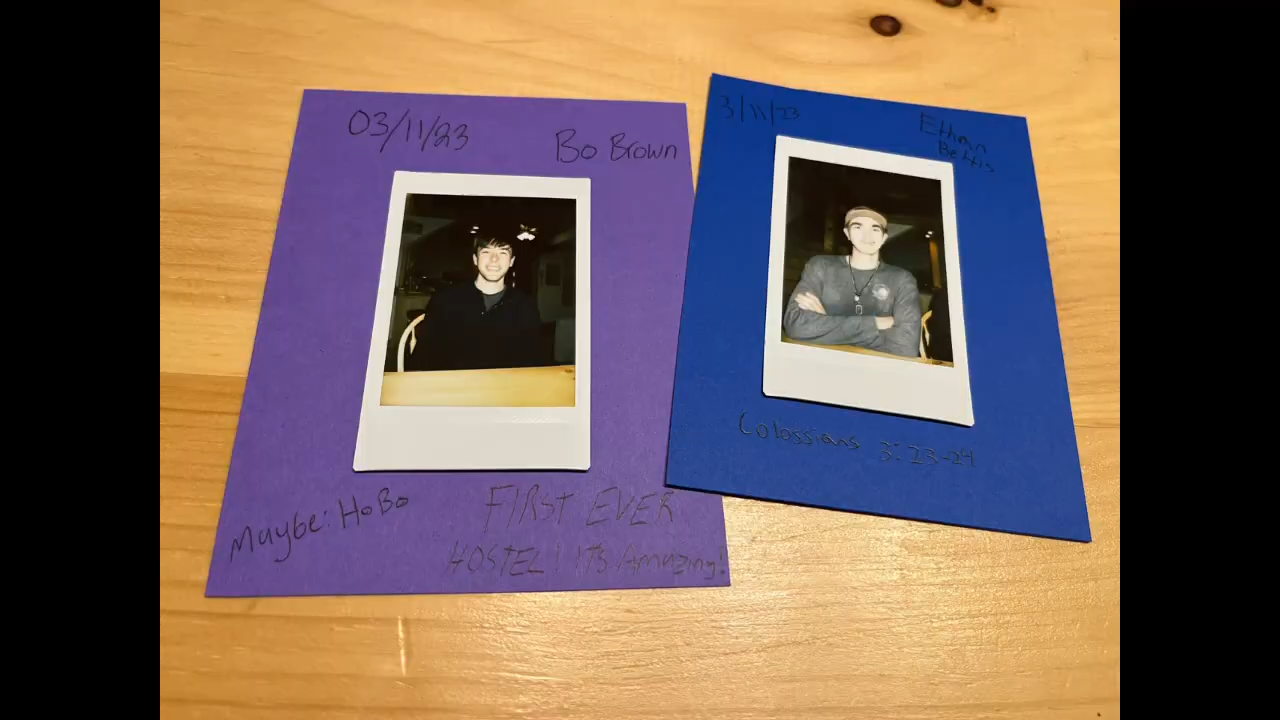 03/11/23
Bo Brown
Maybe: HoBo
FIRST EVER
HOSTEL! ITS Amazing!
3/11/23
Ethan
Bettis
Colossians 3:23-24